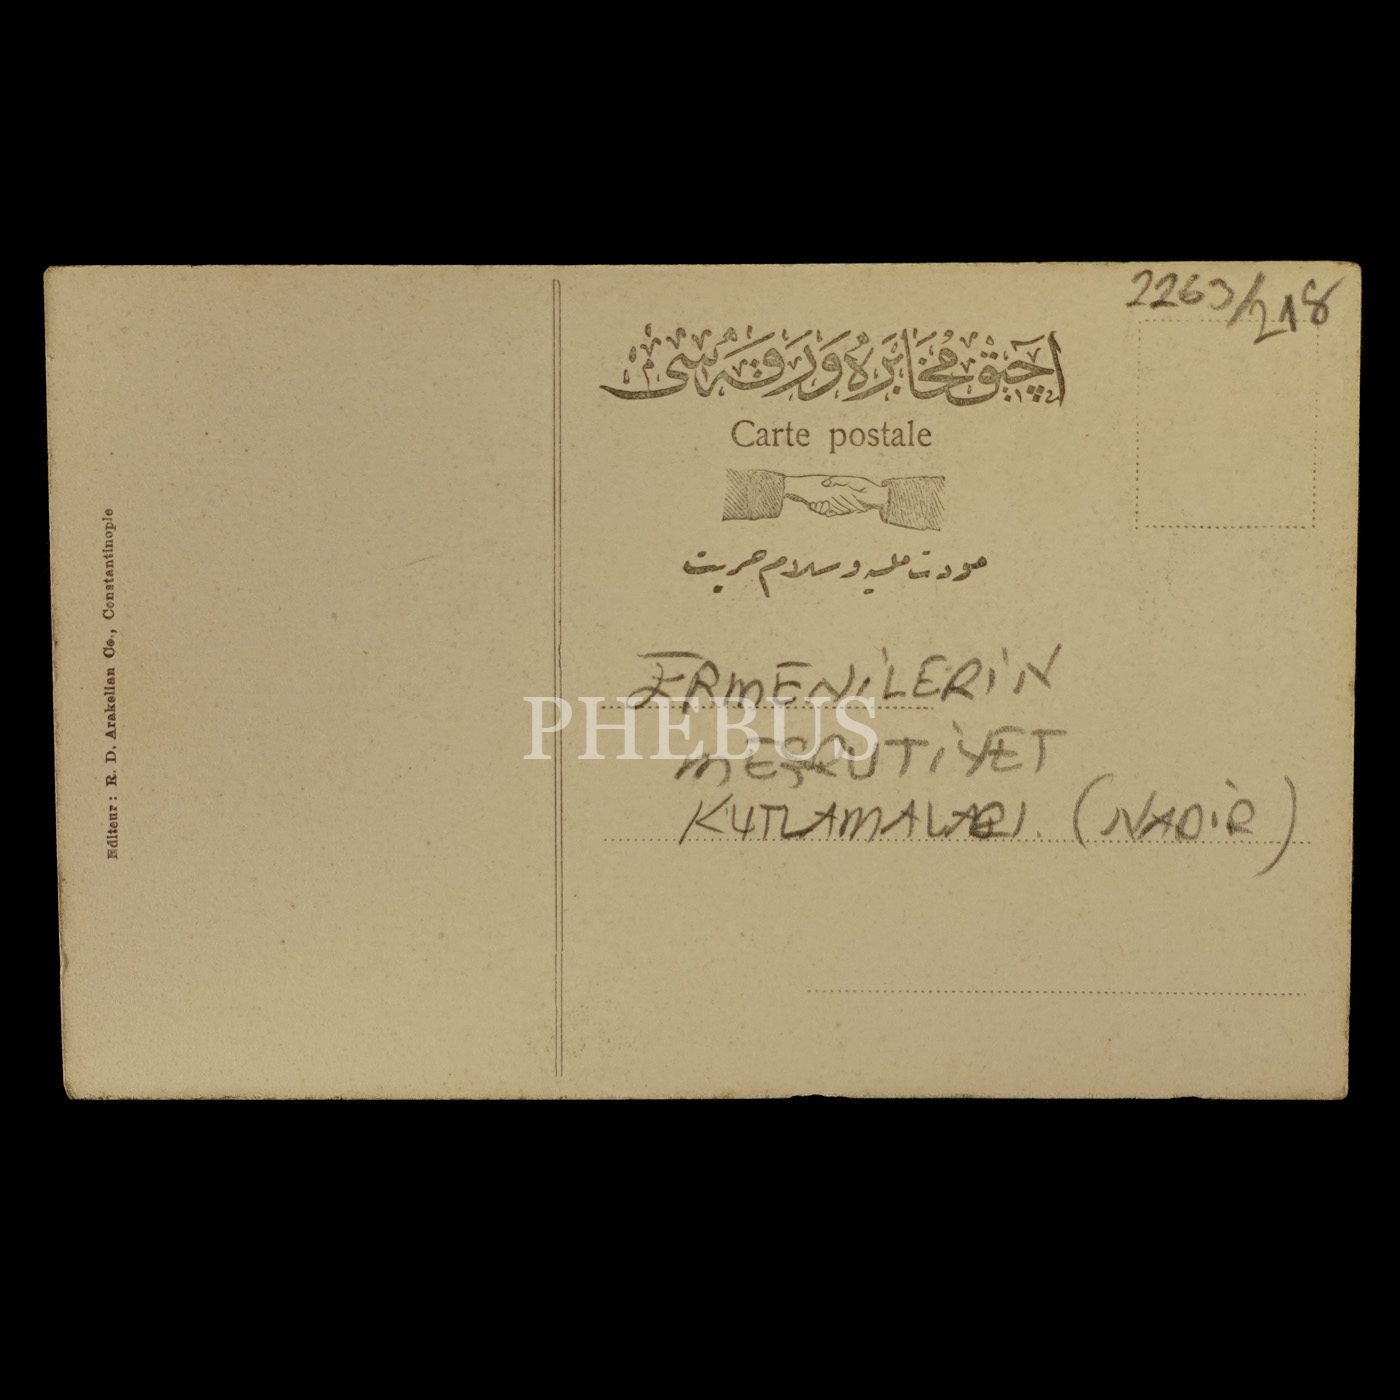 2263/218
آچیق مخابره ورقه‌سی
Carte postale
مودت ملیه و سلام حریت
ERMENİLERİN
MEŞRUTİYET
KUTLAMALARI. (NADİR)
Editeur : R. D. Arakelian Co., Constantinople
PHEBUS